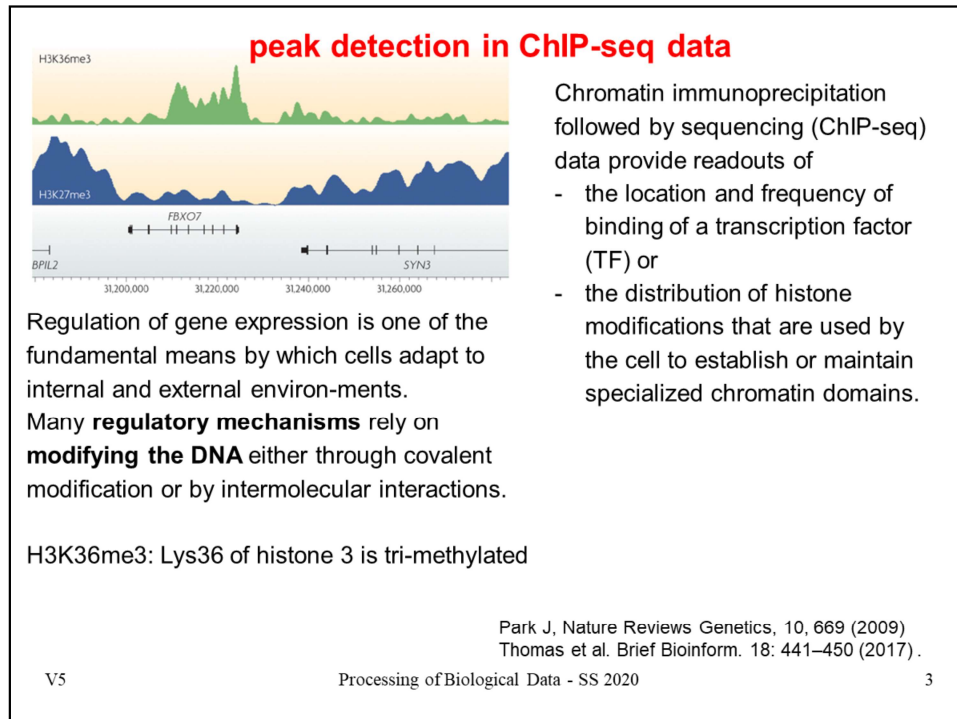 peak detection in ChIP-seq data
H3K36me3
H3K27me3
FBXO7
BPIL2
SYN3
31,200,000 31,220,000 31,240,000 31,260,000
Regulation of gene expression is one of the
fundamental means by which cells adapt to
internal and external environ-ments.
Many regulatory mechanisms rely on
modifying the DNA either through covalent
modification or by intermolecular interactions.
H3K36me3: Lys36 of histone 3 is tri-methylated
Chromatin immunoprecipitation
followed by sequencing (ChIP-seq)
data provide readouts of
- the location and frequency of
binding of a transcription factor
(TF) or
- the distribution of histone
modifications that are used by
the cell to establish or maintain
specialized chromatin domains.
Park J, Nature Reviews Genetics, 10, 669 (2009)
Thomas et al. Brief Bioinform. 18: 441–450 (2017) .
V5 Processing of Biological Data - SS 2020 3